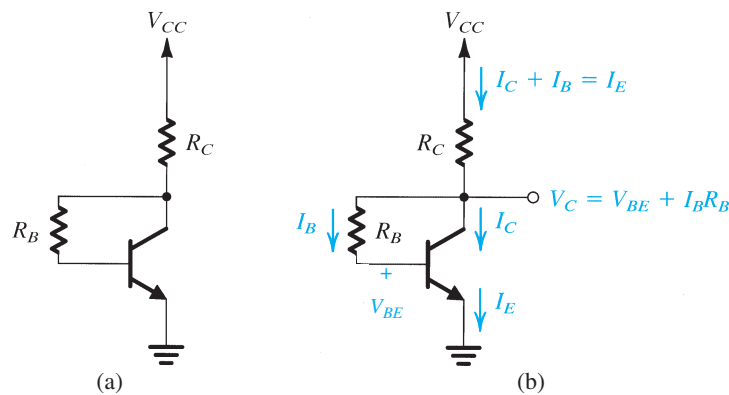 V_CC
R_C
R_B
(a)
V_CC
I_C + I_B = I_E
R_C
V_C = V_BE + I_B R_B
I_B
R_B
I_C
+
V_BE
I_E
(b)